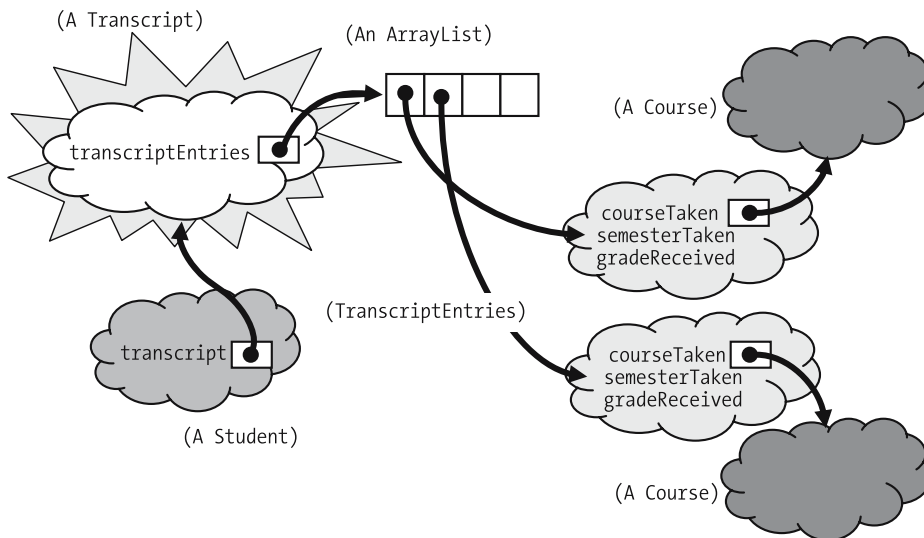 (A Transcript)
(An ArrayList)
(A Course)
transcriptEntries
courseTaken
semesterTaken
gradeReceived
(TranscriptEntries)
transcript
courseTaken
semesterTaken
gradeReceived
(A Student)
(A Course)